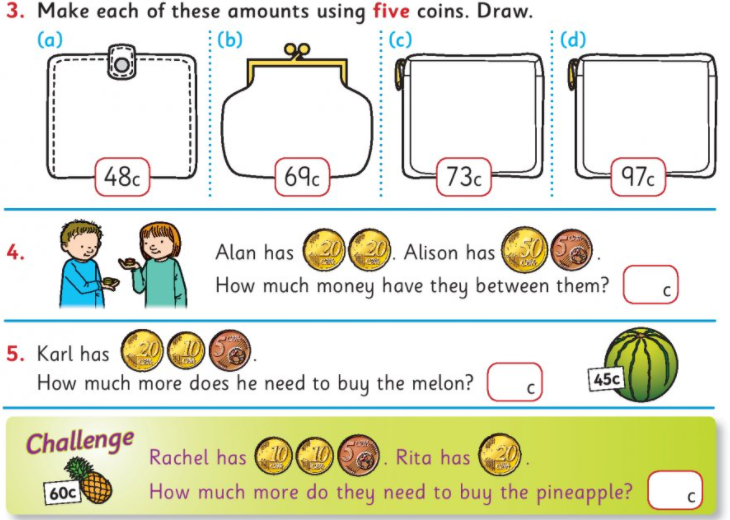 3. Make each of these amounts using five coins. Draw.
(a) (b) (c) (d)
48c 69c 73c 97c
4. Alan has 20 20. Alison has 50 5.
How much money have they between them? c
5. Karl has 20 10 5.
How much more does he need to buy the melon? c
45c
Challenge
Rachel has 10 10 5. Rita has 20.
60c
How much more do they need to buy the pineapple? c